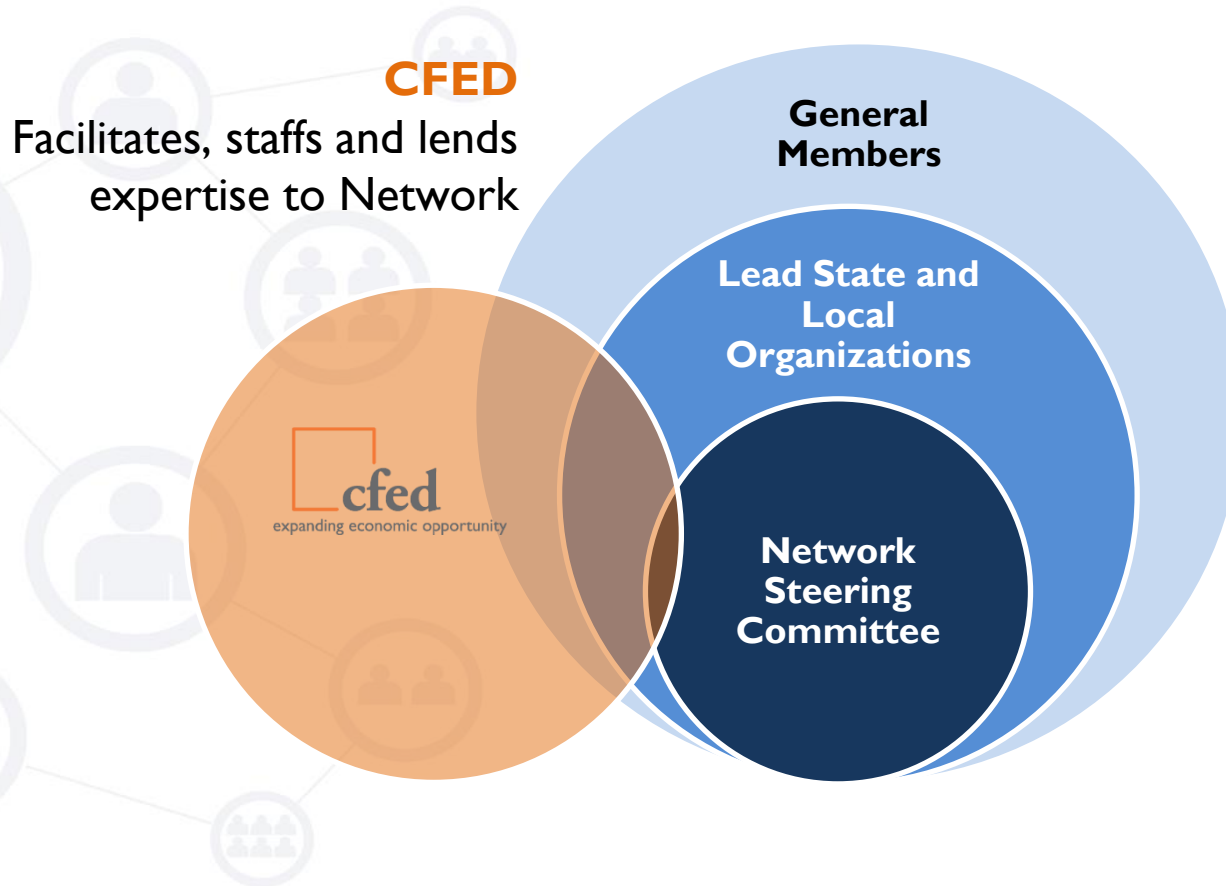 CFED
Facilitates, staffs and lends
expertise to Network
General
Members
Lead State and
Local
Organizations
cfed
expanding economic opportunity
Network
Steering
Committee